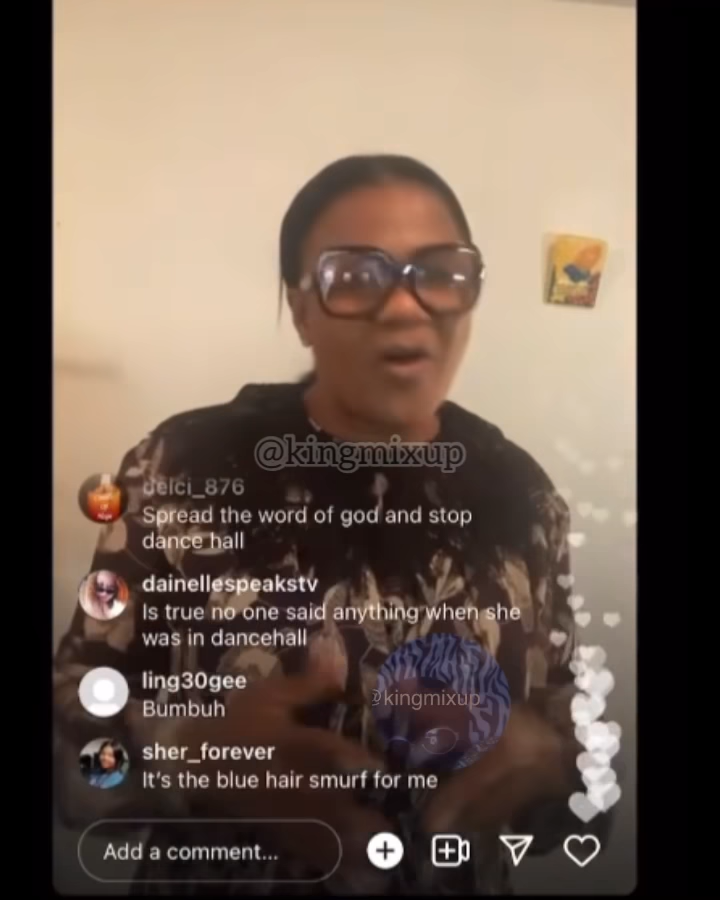 @kingmixup
delci_876
Spread the word of god and stop
dance hall
dainellespeakstv
Is true no one said anything when she
was in dancehall
@kingmixup
ling30gee
Bumbuh
sher_forever
It's the blue hair smurf for me
Add a comment...